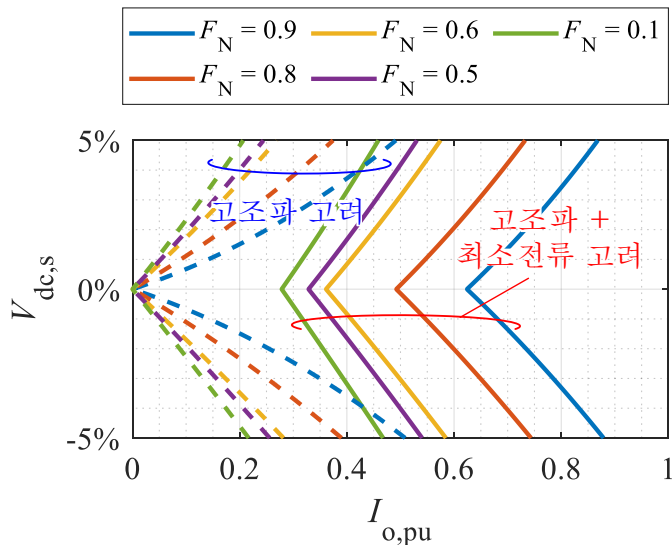 F_N = 0.9 F_N = 0.6 F_N = 0.1
F_N = 0.8 F_N = 0.5
5%
고조파 고려
고조파 +
최소전류 고려
0%
V_dc,s
-5%
0 0.2 0.4 0.6 0.8 1
I_o,pu